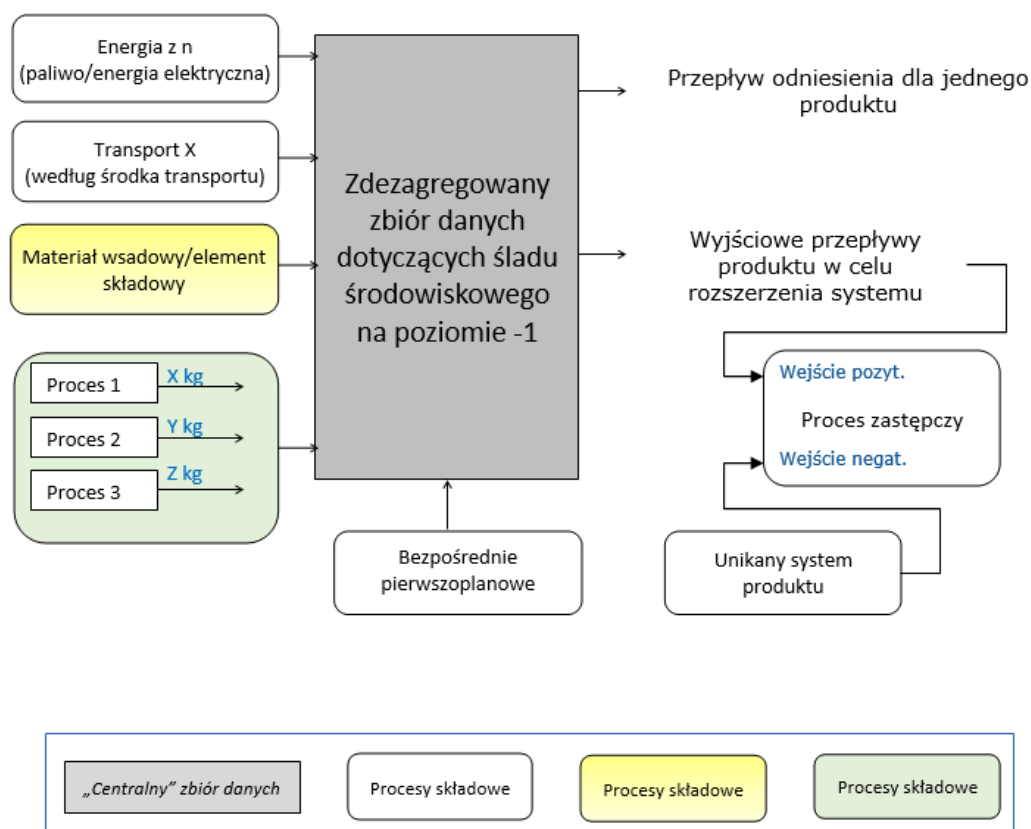 Energia z n
(paliwo/energia elektryczna)
Transport X
(według środka transportu)
Materiał wsadowy/element
składowy
Proces 1
X kg
Proces 2
Y kg
Proces 3
Z kg
Zdezagregowany
zbiór danych
dotyczących śladu
środowiskowego
na poziomie -1
Bezpośrednie
pierwszoplanowe
Przepływ odniesienia dla jednego
produktu
Wyjściowe przepływy
produktu w celu
rozszerzenia systemu
Wejście pozyt.
Proces zastępczy
Wejście negat.
Unikany system
produktu
„Centralny” zbiór danych
Procesy składowe
Procesy składowe
Procesy składowe